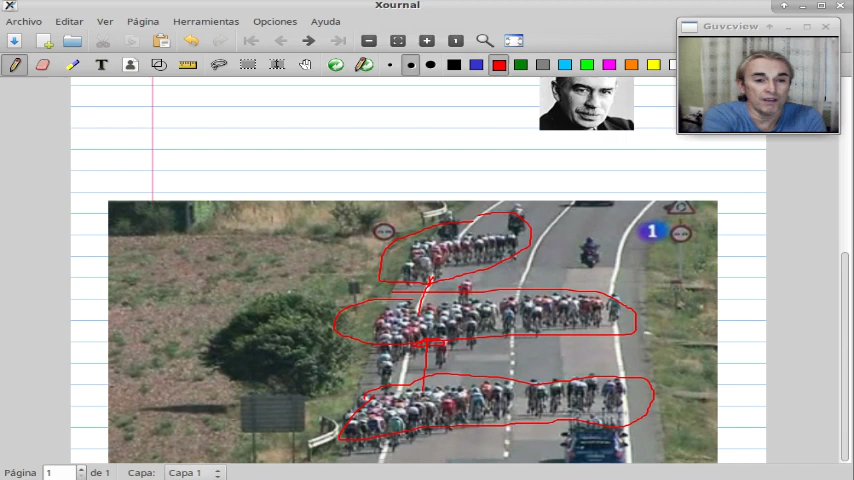 Xournal
Archivo Editar Ver Página Herramientas Opciones Ayuda
Guvcview
T
1
Página 1 de 1 Capa: Capa 1